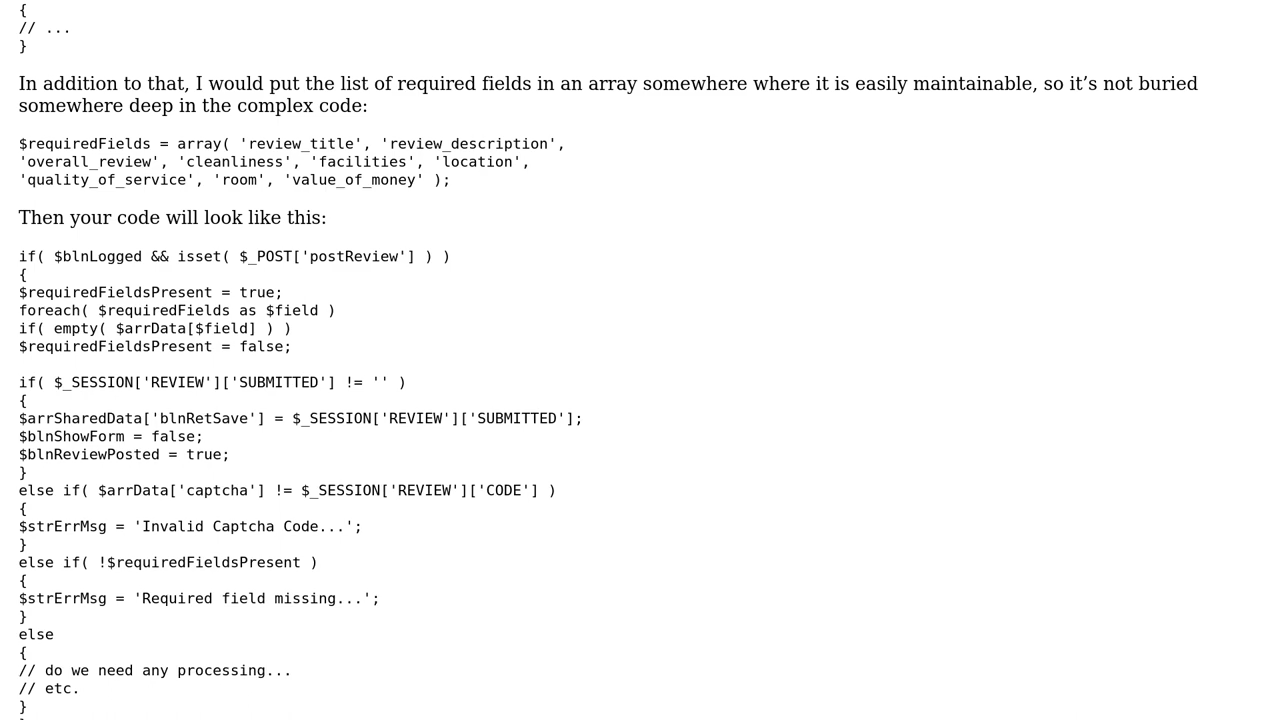 {
// ...
}
In addition to that, I would put the list of required fields in an array somewhere where it is easily maintainable, so it’s not buried
somewhere deep in the complex code:
$requiredFields = array( 'review_title', 'review_description',
'overall_review', 'cleanliness', 'facilities', 'location',
'quality_of_service', 'room', 'value_of_money' );
Then your code will look like this:
if( $blnLogged && isset( $_POST['postReview'] ) )
{
$requiredFieldsPresent = true;
foreach( $requiredFields as $field )
if( empty( $arrData[$field] ) )
$requiredFieldsPresent = false;
if( $_SESSION['REVIEW']['SUBMITTED'] != '' )
{
$arrSharedData['blnRetSave'] = $_SESSION['REVIEW']['SUBMITTED'];
$blnShowForm = false;
$blnReviewPosted = true;
}
else if( $arrData['captcha'] != $_SESSION['REVIEW']['CODE'] )
{
$strErrMsg = 'Invalid Captcha Code...';
}
else if( !$requiredFieldsPresent )
{
$strErrMsg = 'Required field missing...';
}
else
{
// do we need any processing...
// etc.
}